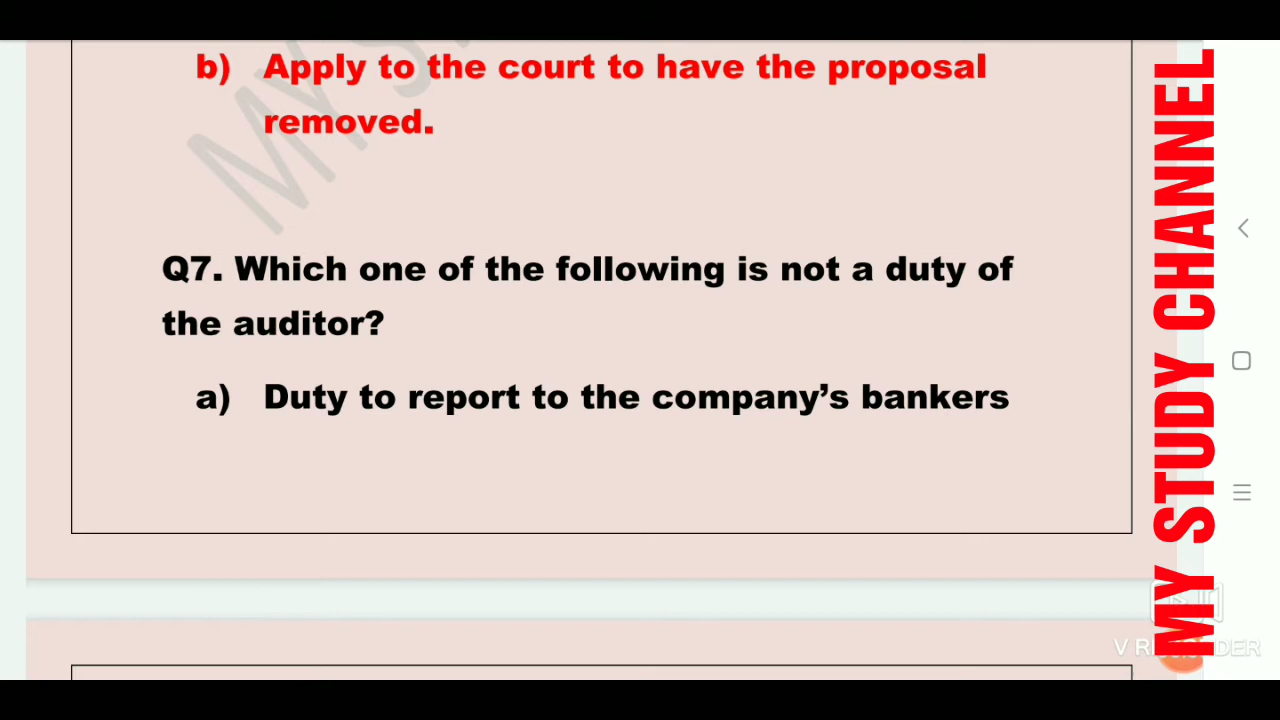 b) Apply to the court to have the proposal
removed.
Q7. Which one of the following is not a duty of
the auditor?
a) Duty to report to the company’s bankers
MY STUDY CHANNEL